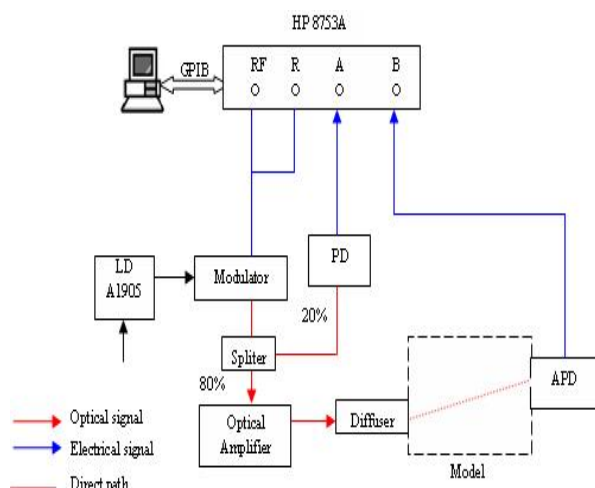 HP 8753A
GPIB
RF R A B
LD
A1905
Modulator
PD
20%
Spliter
80%
Optical
Amplifier
Diffuser
APD
Model
Optical signal
Electrical signal
Direct path